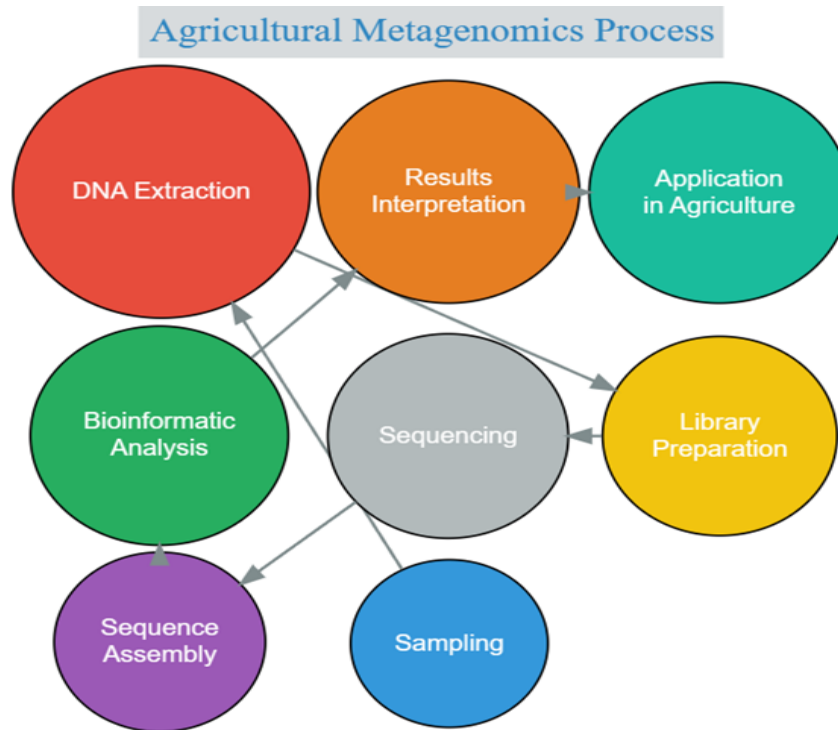 Agricultural Metagenomics Process
DNA Extraction
Results
Interpretation
Application
in Agriculture
Bioinformatic
Analysis
Sequencing
Library
Preparation
Sequence
Assembly
Sampling